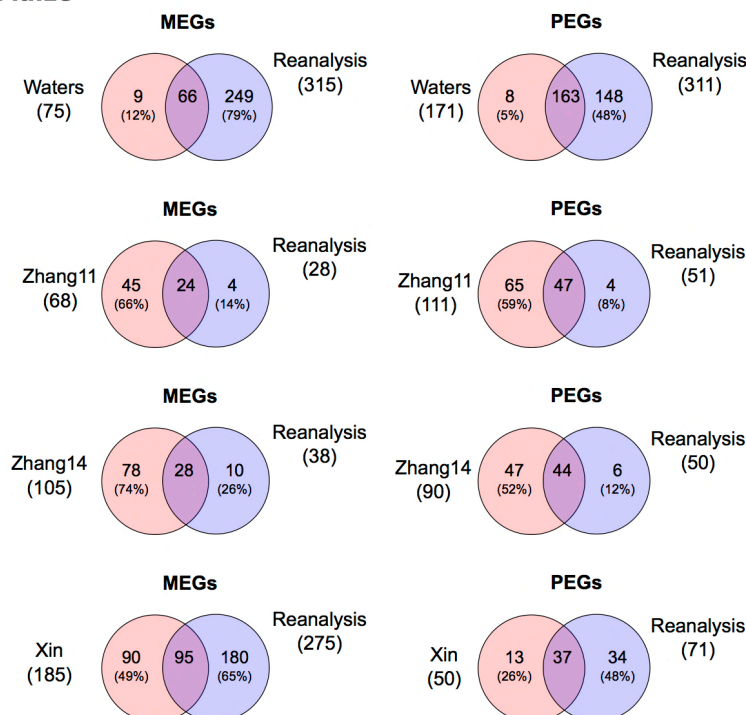 MEGs
Waters
(75)
9
(12%)
66
249
(79%)
Reanalysis
(315)
PEGs
Waters
(171)
8
(5%)
163
148
(48%)
Reanalysis
(311)
MEGs
Zhang11
(68)
45
(66%)
24
4
(14%)
Reanalysis
(28)
PEGs
Zhang11
(111)
65
(59%)
47
4
(8%)
Reanalysis
(51)
MEGs
Zhang14
(105)
78
(74%)
28
10
(26%)
Reanalysis
(38)
PEGs
Zhang14
(90)
47
(52%)
44
6
(12%)
Reanalysis
(50)
MEGs
Xin
(185)
90
(49%)
95
180
(65%)
Reanalysis
(275)
PEGs
Xin
(50)
13
(26%)
37
34
(48%)
Reanalysis
(71)